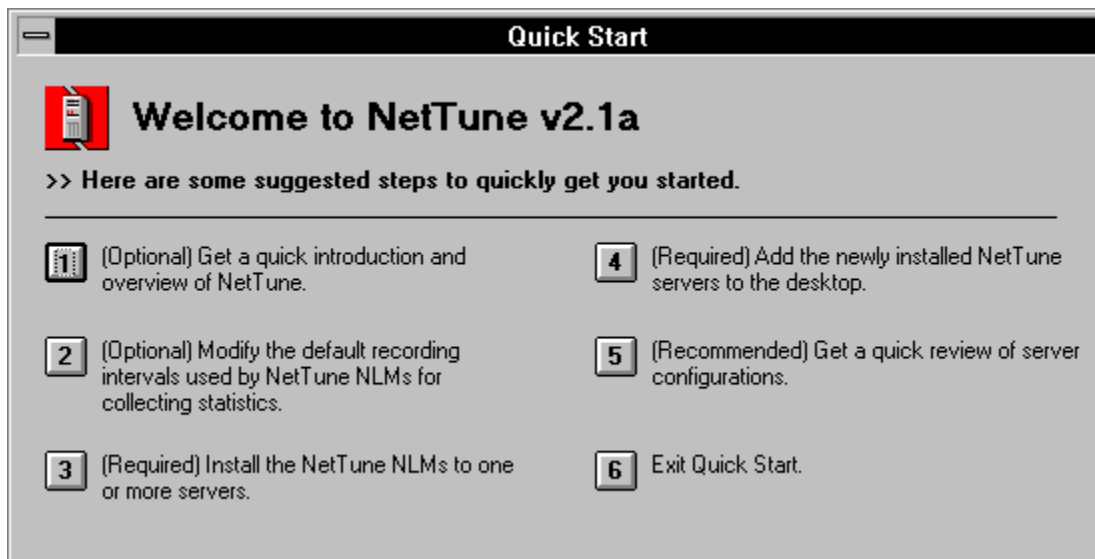 Quick Start
Welcome to NetTune v2.1a
>> Here are some suggested steps to quickly get you started.
1 (Optional) Get a quick introduction and
overview of NetTune.
2 (Optional) Modify the default recording
intervals used by NetTune NLMs for
collecting statistics.
3 (Required) Install the NetTune NLMs to one
or more servers.
4 (Required) Add the newly installed NetTune
servers to the desktop.
5 (Recommended) Get a quick review of server
configurations.
6 Exit Quick Start.